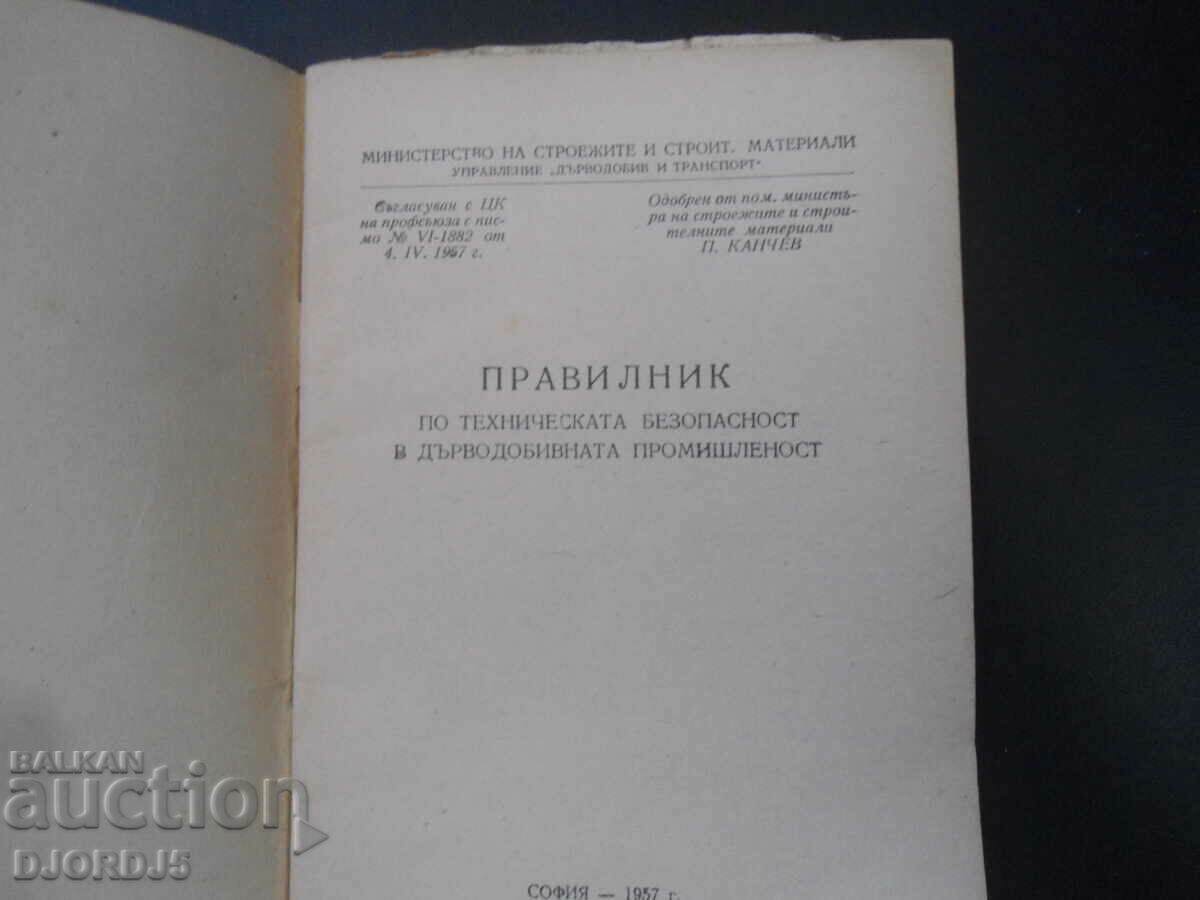 МИНИСТЕРСТВО НА СТРОЕЖИТЕ И СТРОИТ. МАТЕРИАЛИ
УПРАВЛЕНИЕ „ДЪРВОДОБИВ И ТРАНСПОРТ“
Съгласуван с ЦК
на профсъюза с пис-
мо № VI-1882 от
4. IV. 1957 г.
Одобрен от пом. министъ-
ра на строежите и строи-
телните материали
П. КАНЧЕВ
ПРАВИЛНИК
ПО ТЕХНИЧЕСКАТА БЕЗОПАСНОСТ
В ДЪРВОДОБИВНАТА ПРОМИШЛЕНОСТ
СОФИЯ — 1957 г.
BALKAN
auction
DJORDJ5